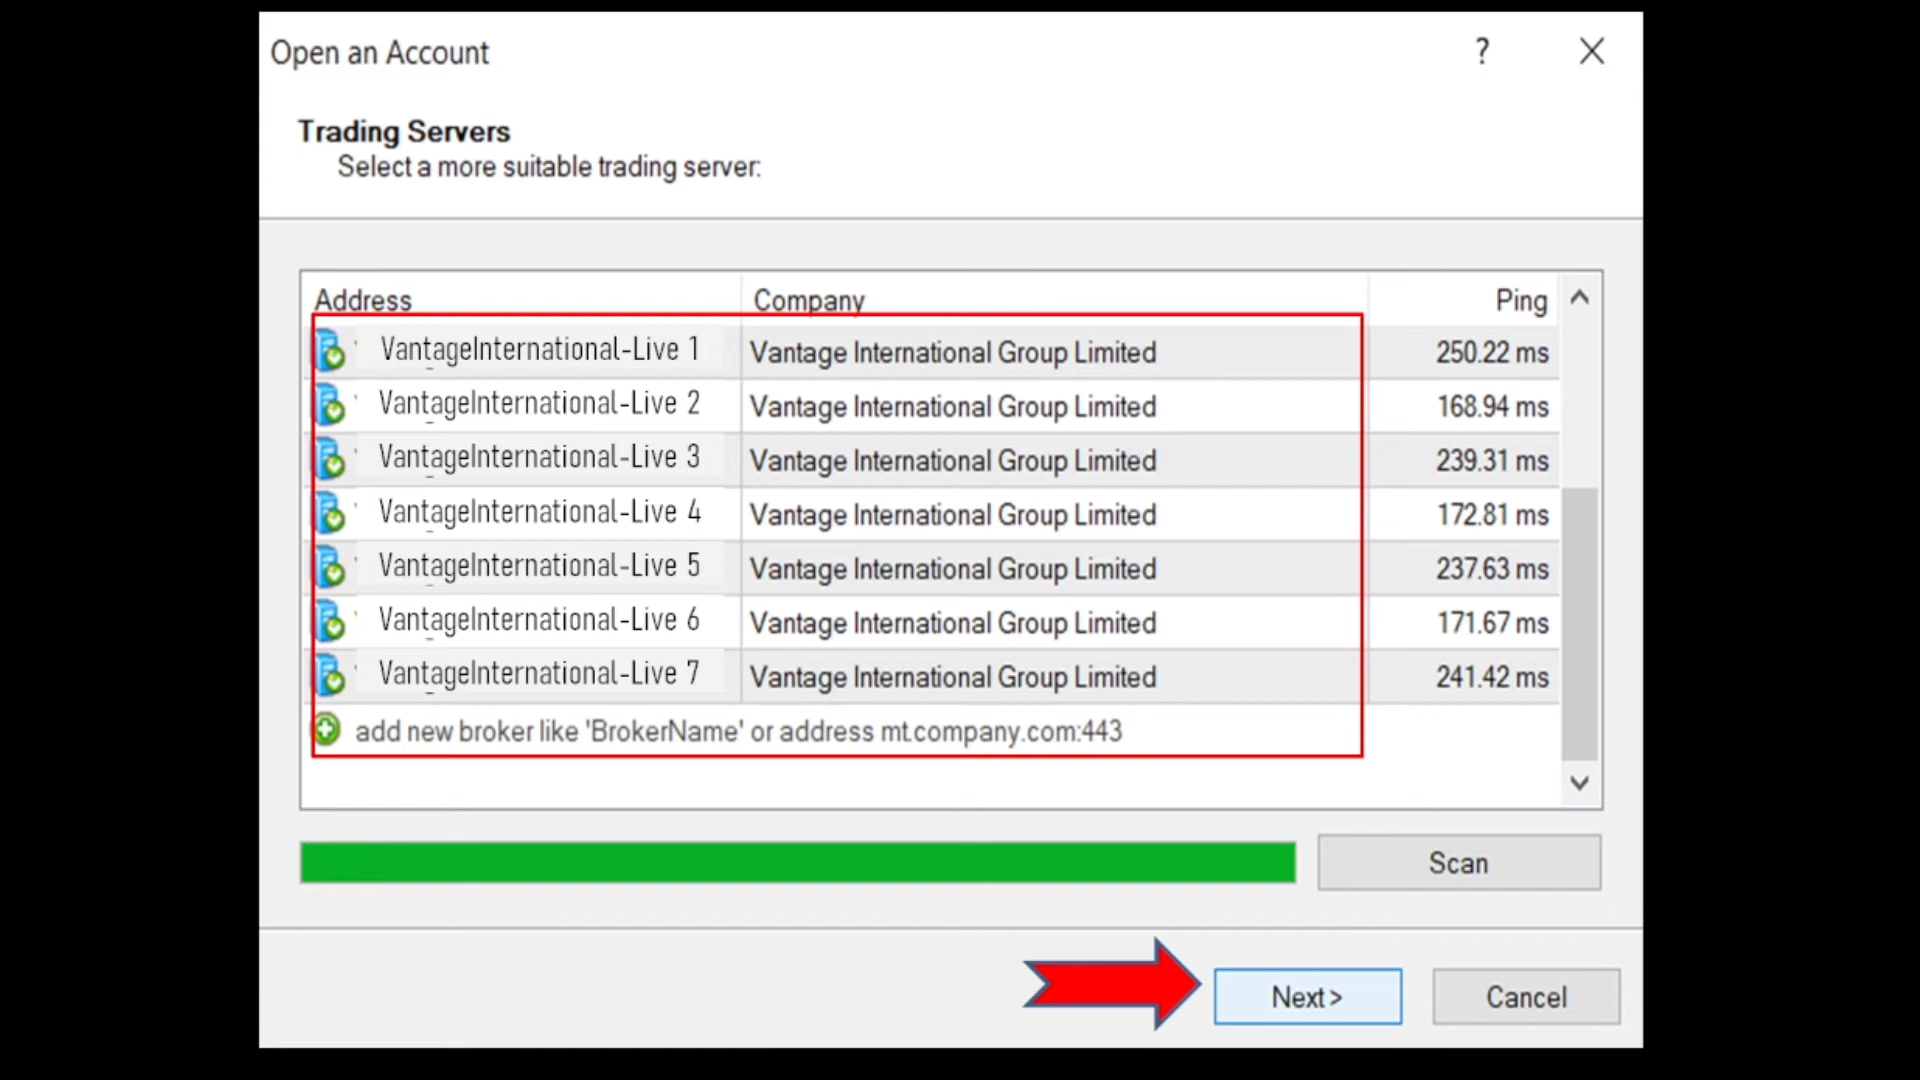 Open an Account
?
Trading Servers
Select a more suitable trading server:
Address Company Ping
VantageInternational-Live 1 Vantage International Group Limited 250.22 ms
VantageInternational-Live 2 Vantage International Group Limited 168.94 ms
VantageInternational-Live 3 Vantage International Group Limited 239.31 ms
VantageInternational-Live 4 Vantage International Group Limited 172.81 ms
VantageInternational-Live 5 Vantage International Group Limited 237.63 ms
VantageInternational-Live 6 Vantage International Group Limited 171.67 ms
VantageInternational-Live 7 Vantage International Group Limited 241.42 ms
add new broker like 'BrokerName' or address mt.company.com:443
Scan
Next > Cancel